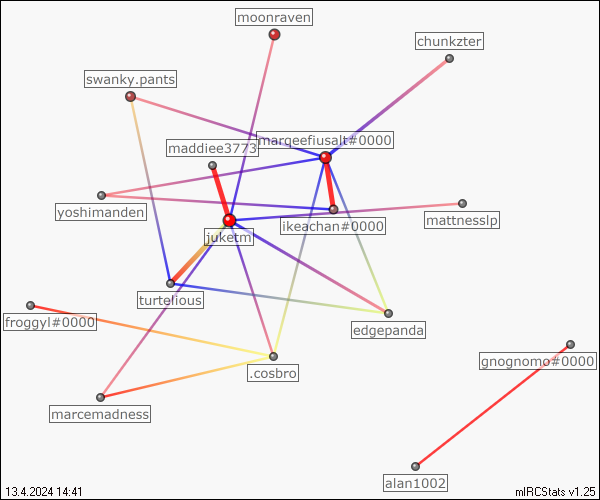 moonraven
chunkzter
swanky.pants
margeefiusalt#0000
maddiee3773
yoshimanden
ikeachan#0000
mattnesslp
juketm
turtelious
froggyl#0000
edgepanda
gnognomo#0000
.cosbro
marcemadness
alan1002
13.4.2024 14:41
mIRCStats v1.25